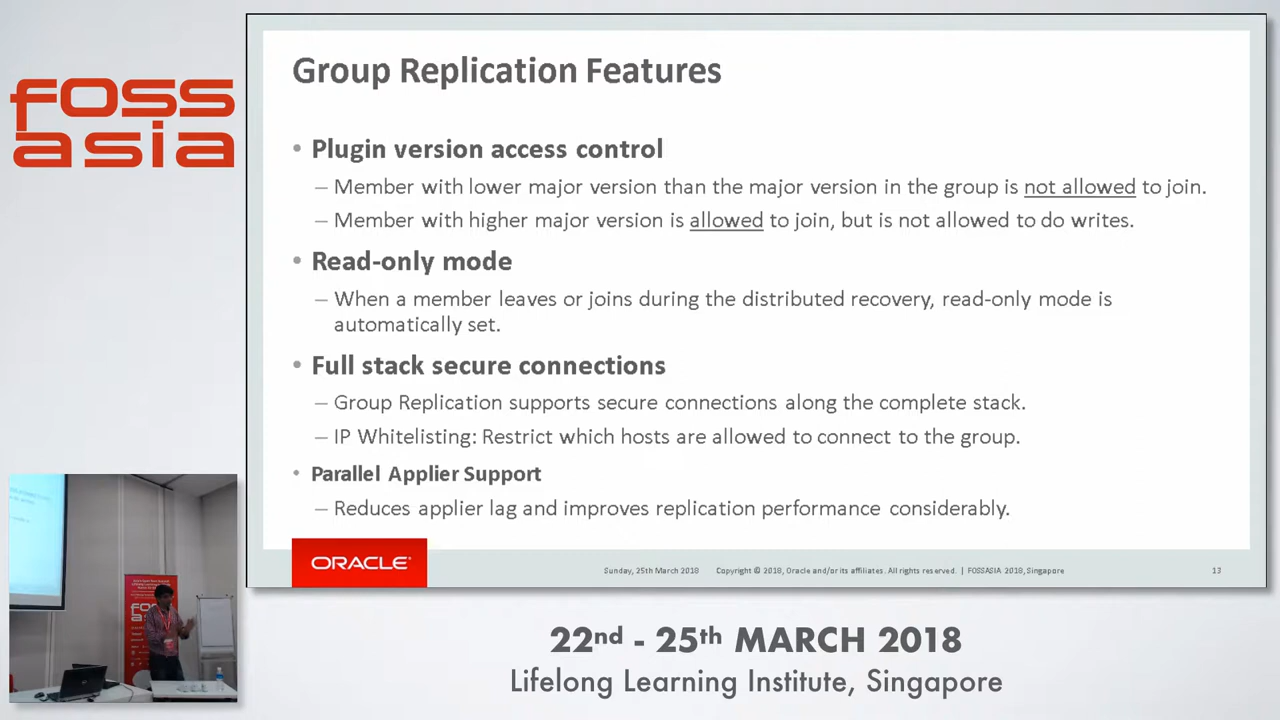 foss
asia
Group Replication Features
• Plugin version access control
– Member with lower major version than the major version in the group is not allowed to join.
– Member with higher major version is allowed to join, but is not allowed to do writes.
• Read-only mode
– When a member leaves or joins during the distributed recovery, read-only mode is
automatically set.
• Full stack secure connections
– Group Replication supports secure connections along the complete stack.
– IP Whitelisting: Restrict which hosts are allowed to connect to the group.
• Parallel Applier Support
– Reduces applier lag and improves replication performance considerably.
ORACLE®
Sunday, 25th March 2018 Copyright © 2018, Oracle and/or its affiliates. All rights reserved. | FOSSASIA 2018, Singapore 13
foss
asia
22nd - 25th MARCH 2018
Lifelong Learning Institute, Singapore